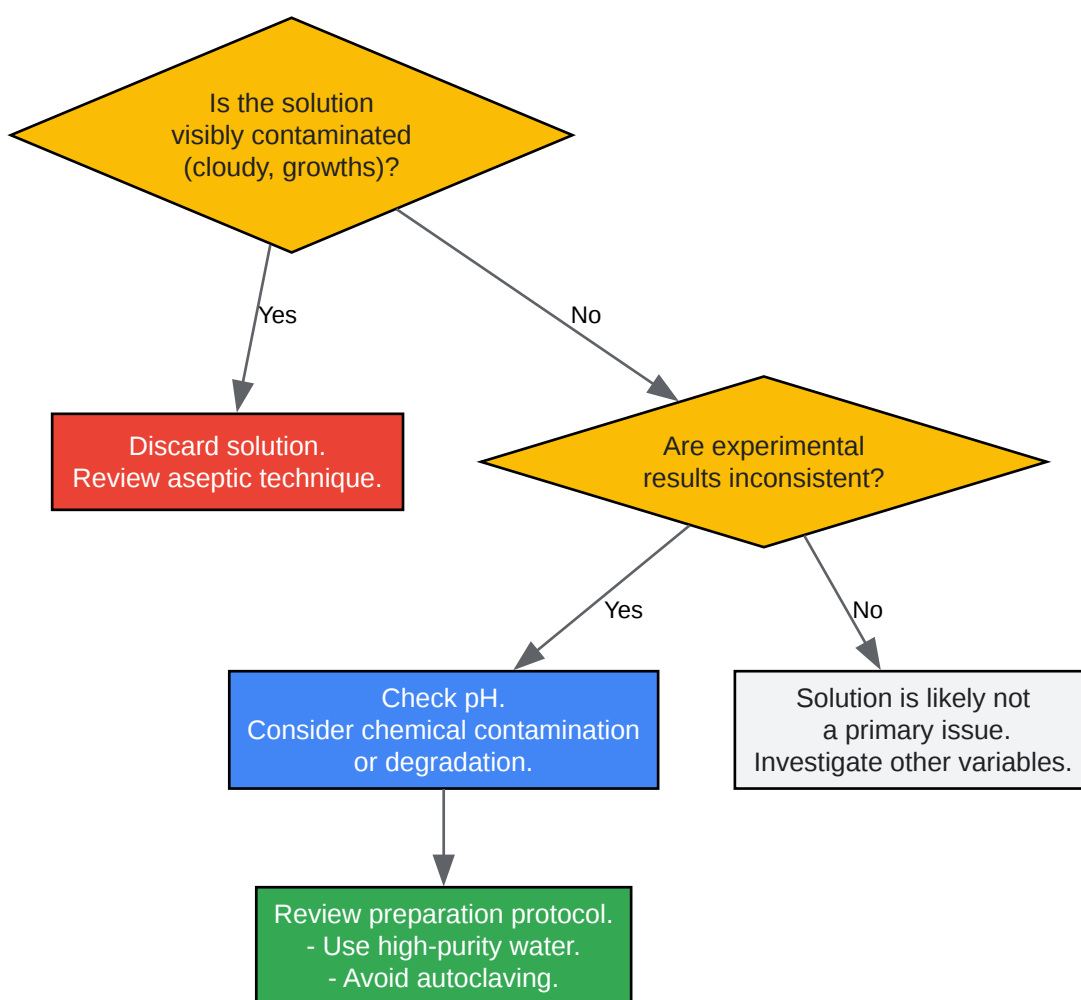 Is the solution
visibly contaminated
(cloudy, growths)?
Yes
No
Discard solution.
Review aseptic technique.
Are experimental
results inconsistent?
Yes
No
Check pH.
Consider chemical contamination
or degradation.
Solution is likely not
a primary issue.
Investigate other variables.
Review preparation protocol.
- Use high-purity water.
- Avoid autoclaving.